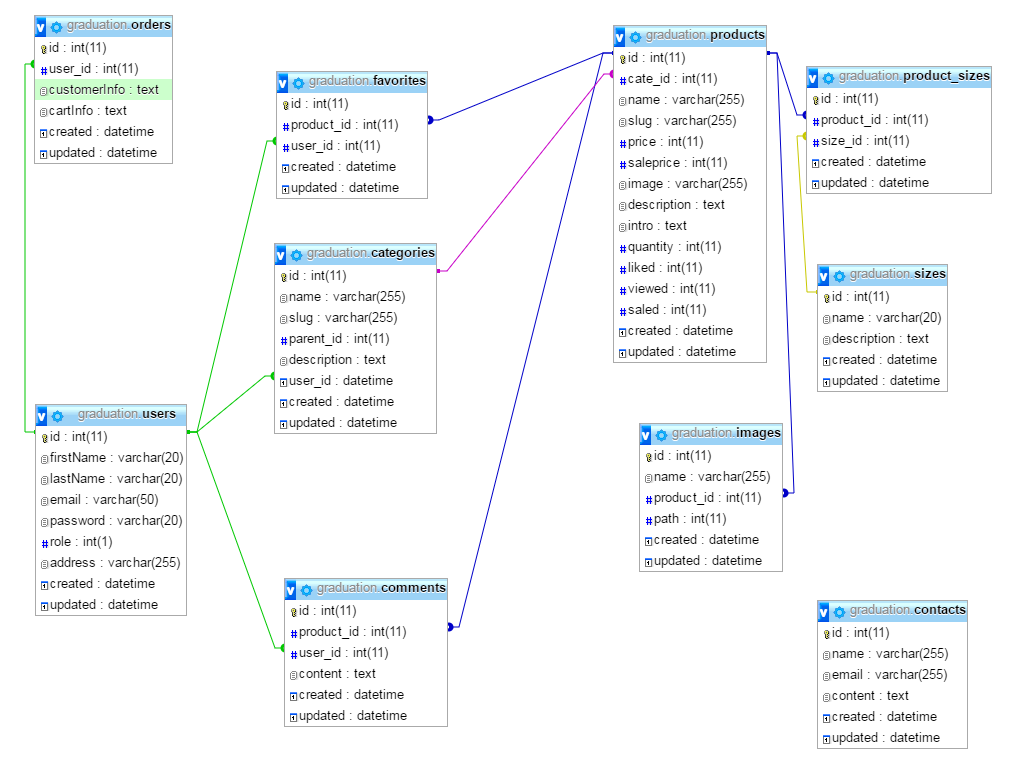 graduation.orders
id : int(11)
user_id : int(11)
customerInfo : text
cartInfo : text
created : datetime
updated : datetime
graduation.favorites
id : int(11)
product_id : int(11)
user_id : int(11)
created : datetime
updated : datetime
graduation.categories
id : int(11)
name : varchar(255)
slug : varchar(255)
parent_id : int(11)
description : text
user_id : datetime
created : datetime
updated : datetime
graduation.users
id : int(11)
firstName : varchar(20)
lastName : varchar(20)
email : varchar(50)
password : varchar(20)
role : int(1)
address : varchar(255)
created : datetime
updated : datetime
graduation.comments
id : int(11)
product_id : int(11)
user_id : int(11)
content : text
created : datetime
updated : datetime
graduation.products
id : int(11)
cate_id : int(11)
name : varchar(255)
slug : varchar(255)
price : int(11)
saleprice : int(11)
image : varchar(255)
description : text
intro : text
quantity : int(11)
liked : int(11)
viewed : int(11)
saled : int(11)
created : datetime
updated : datetime
graduation.product_sizes
id : int(11)
product_id : int(11)
size_id : int(11)
created : datetime
updated : datetime
graduation.sizes
id : int(11)
name : varchar(20)
description : text
created : datetime
updated : datetime
graduation.images
id : int(11)
name : varchar(255)
product_id : int(11)
path : int(11)
created : datetime
updated : datetime
graduation.contacts
id : int(11)
name : varchar(255)
email : varchar(255)
content : text
created : datetime
updated : datetime